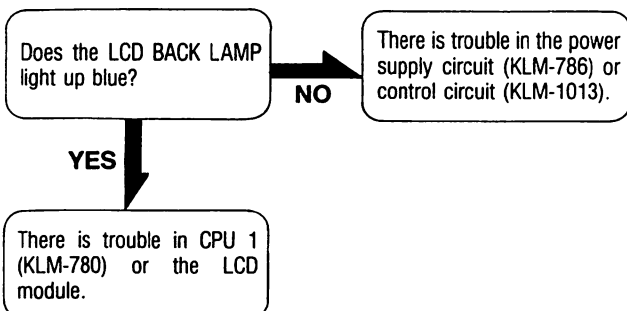 Does the LCD BACK LAMP
light up blue?
There is trouble in the power
supply circuit (KLM-786) or
control circuit (KLM-1013).
NO
YES
There is trouble in CPU 1
(KLM-780) or the LCD
module.